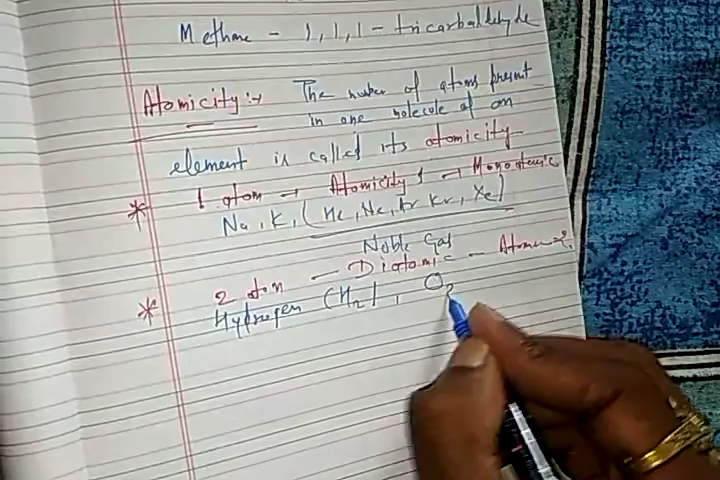 Methane - 1, 1, 1 - tricarbaldehyde
Atomicity :→ The number of atoms present
in one molecule of an
element is called its atomicity
* 1 atom → Atomicity 1 → Monoatomic
Na, K, (He, Ne, Ar Kr, Xe)
Noble Gas
* 2 atom — Diatomic —
Hydrogen (H2), O2